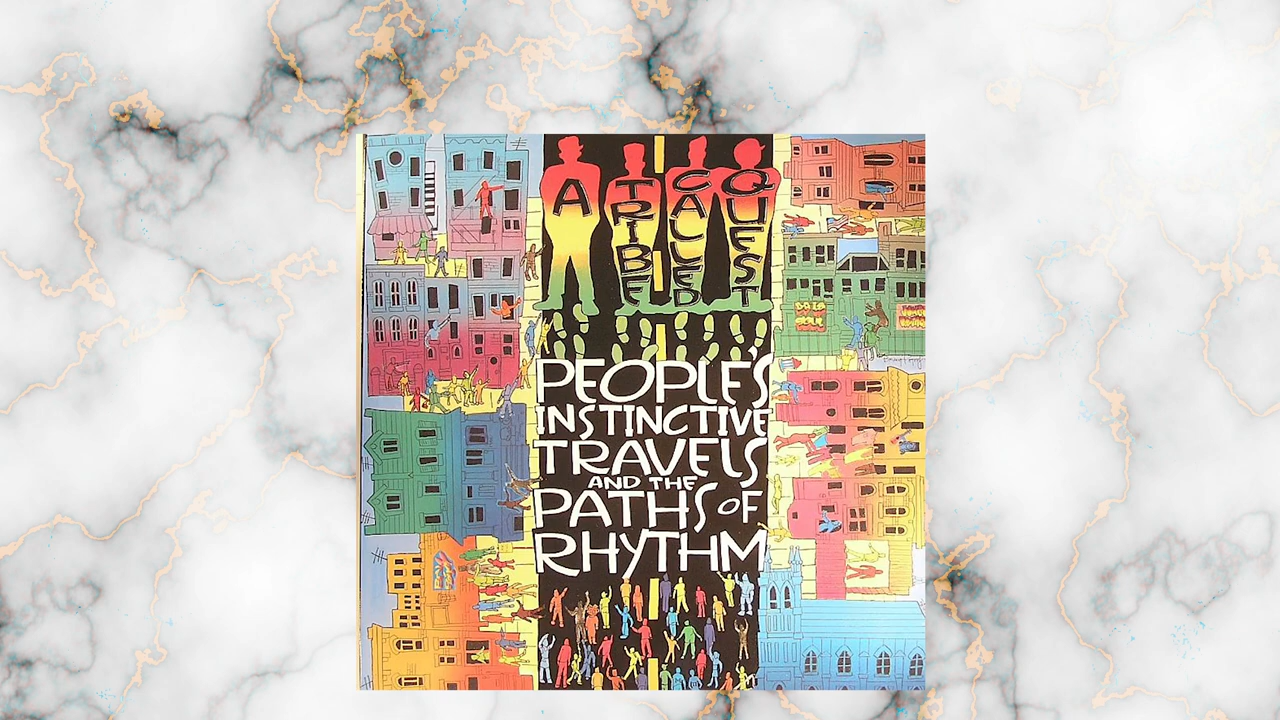 A TRIBE CALLED QUEST
PEOPLE'S
INSTINCTIVE
TRAVELS
AND THE
PATHS OF
RHYTHM